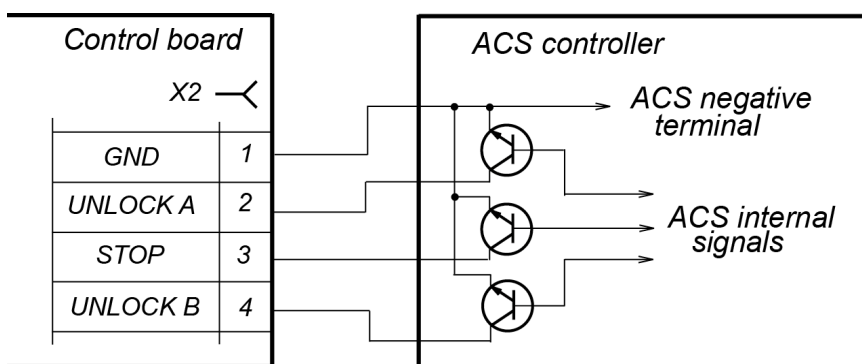 Control board
X2
GND 1
UNLOCK A 2
STOP 3
UNLOCK B 4
ACS controller
ACS negative
terminal
ACS internal
signals